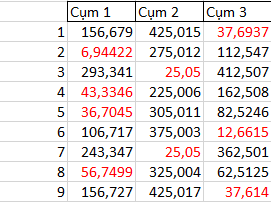 Cụm 1 Cụm 2 Cụm 3
1 156,679 425,015 37,6937
2 6,94422 275,012 112,547
3 293,341 25,05 412,507
4 43,3346 225,006 162,508
5 36,7045 305,011 82,5246
6 106,717 375,003 12,6615
7 243,347 25,05 362,501
8 56,7499 325,004 62,5125
9 156,727 425,017 37,614